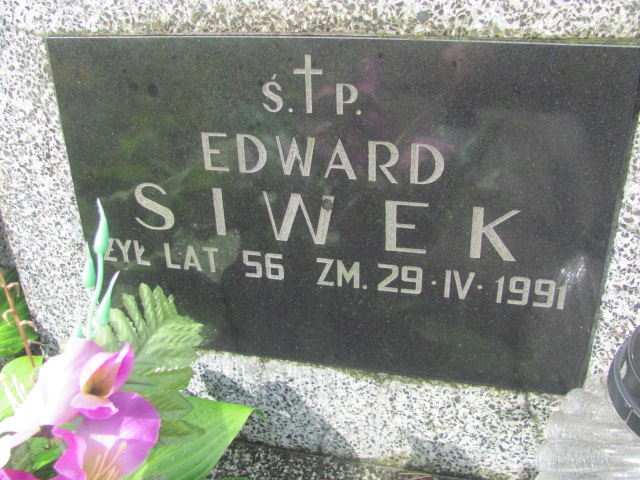 Ś.†P.
EDWARD
SIWEK
ŻYŁ LAT 56 ZM. 29·IV·1991